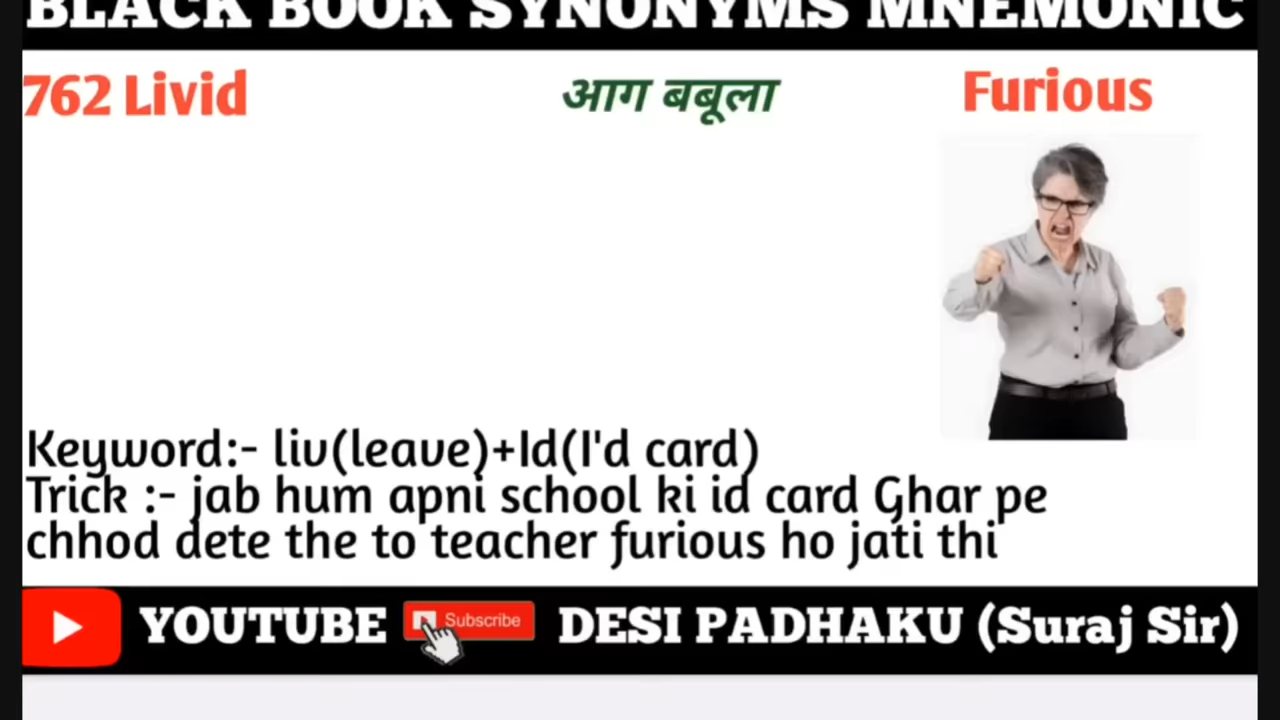 BLACK BOOK SYNONYMS MNEMONIC
762 Livid आग बबूला Furious
Keyword:- liv(leave)+Id(I'd card)
Trick :- jab hum apni school ki id card Ghar pe
chhod dete the to teacher furious ho jati thi
YOUTUBE Subscribe DESI PADHAKU (Suraj Sir)